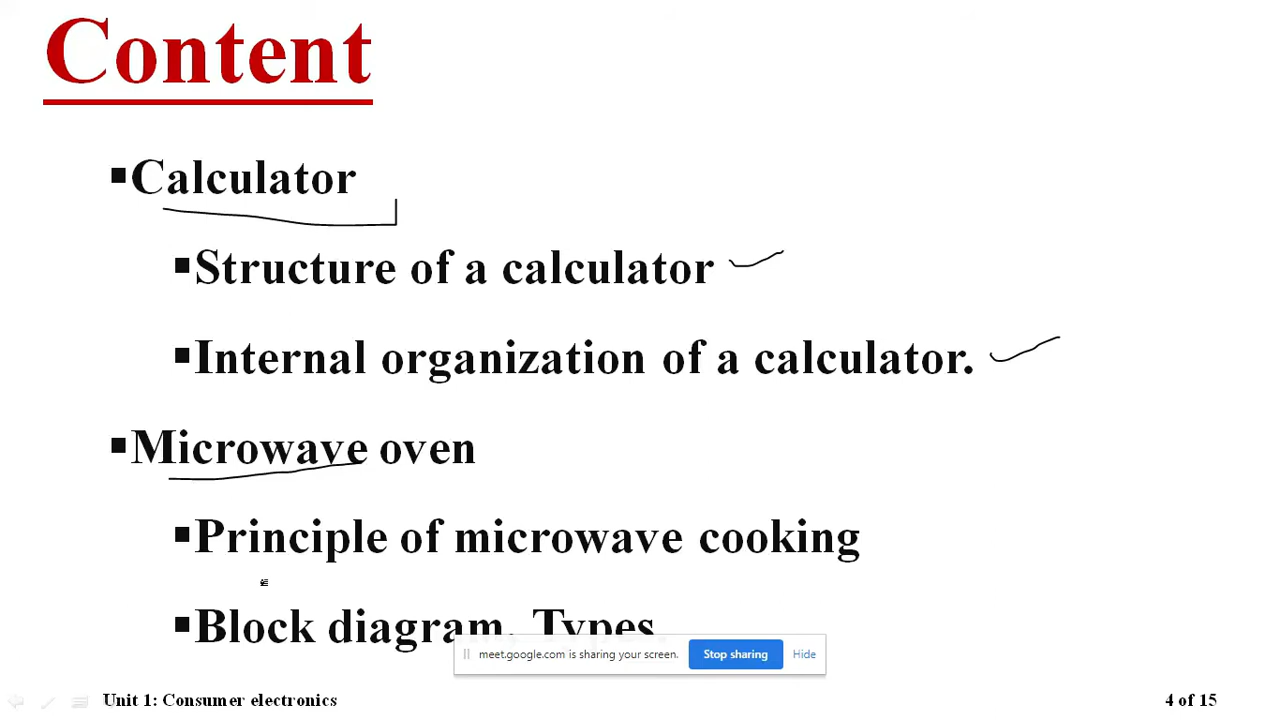 Content
▪Calculator
▪Structure of a calculator
▪Internal organization of a calculator.
▪Microwave oven
▪Principle of microwave cooking
▪Block diagram, Types.
meet.google.com is sharing your screen. Stop sharing Hide
Unit 1: Consumer electronics 4 of 15